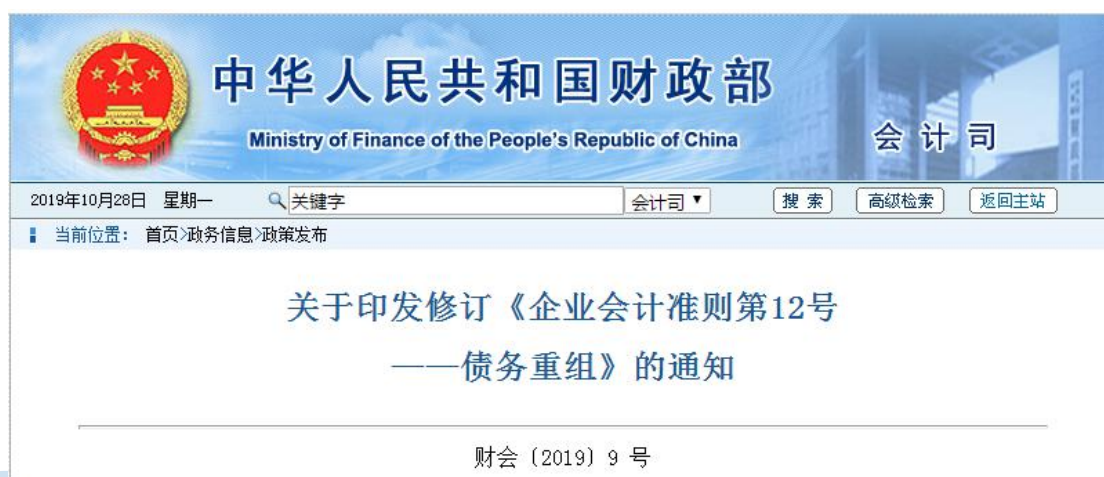 中华人民共和国财政部
Ministry of Finance of the People's Republic of China
会计司
2019年10月28日 星期一 关键字 会计司 搜索 高级检索 返回主站
当前位置: 首页>政务信息>政策发布
关于印发修订《企业会计准则第12号
——债务重组》的通知
财会〔2019〕9 号